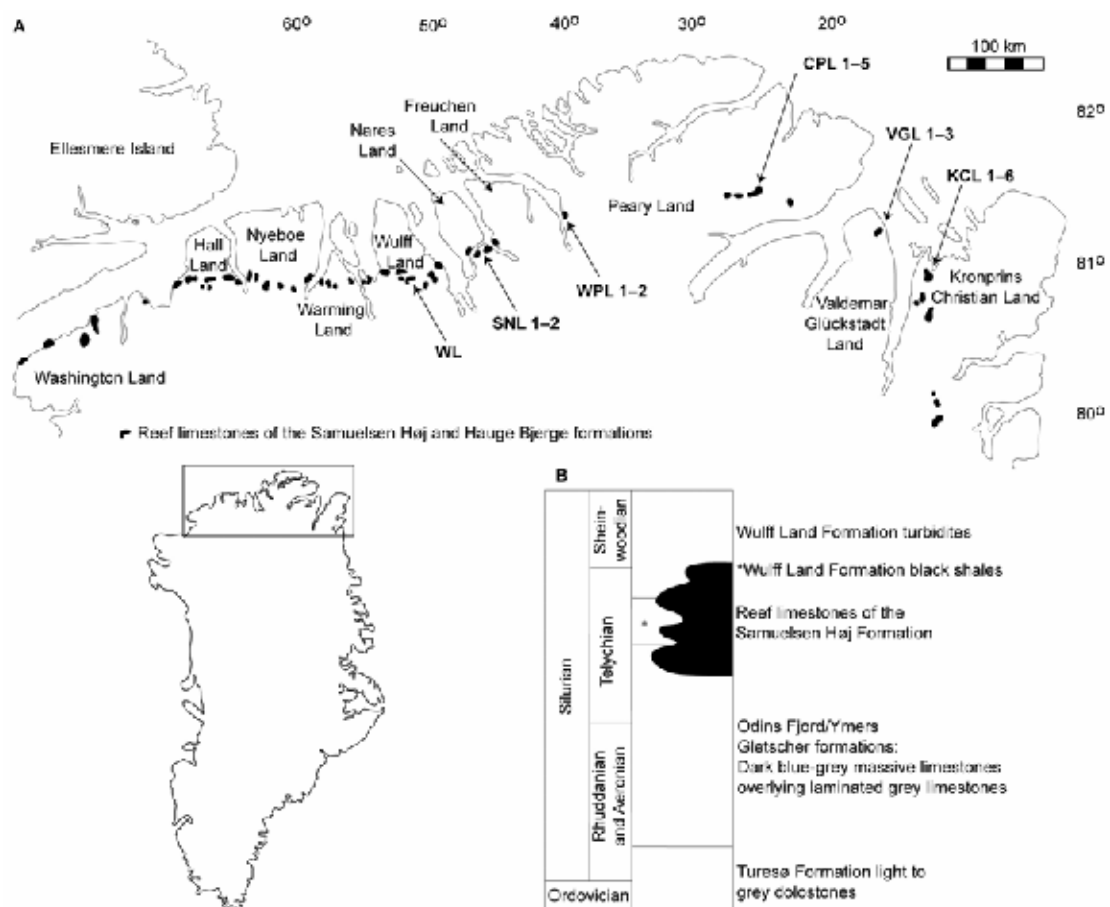 A
60º
50º
40º
30º
20º
100 km
CPL 1–5
82º
Freuchen
Land
VGL 1–3
Nares
Land
Ellesmere Island
KCL 1–6
Peary Land
Hall
Land
Nyeboe
Land
Wulff
Land
81º
Kronprins
Christian Land
WPL 1–2
Warming
Land
Valdemar
Glückstadt
Land
SNL 1–2
WL
Washington Land
80º
Reef limestones of the Samuelsen Høj and Hauge Bjerge formations
B
Silurian
Ordovician
Shein-
woodian
Telychian
Rhuddanian
and Aeronian
*
Wulff Land Formation turbidites
*Wulff Land Formation black shales
Reef limestones of the
Samuelsen Høj Formation
Odins Fjord/Ymers
Gletscher formations:
Dark blue-grey massive limestones
overlying laminated grey limestones
Turesø Formation light to
grey dolostones